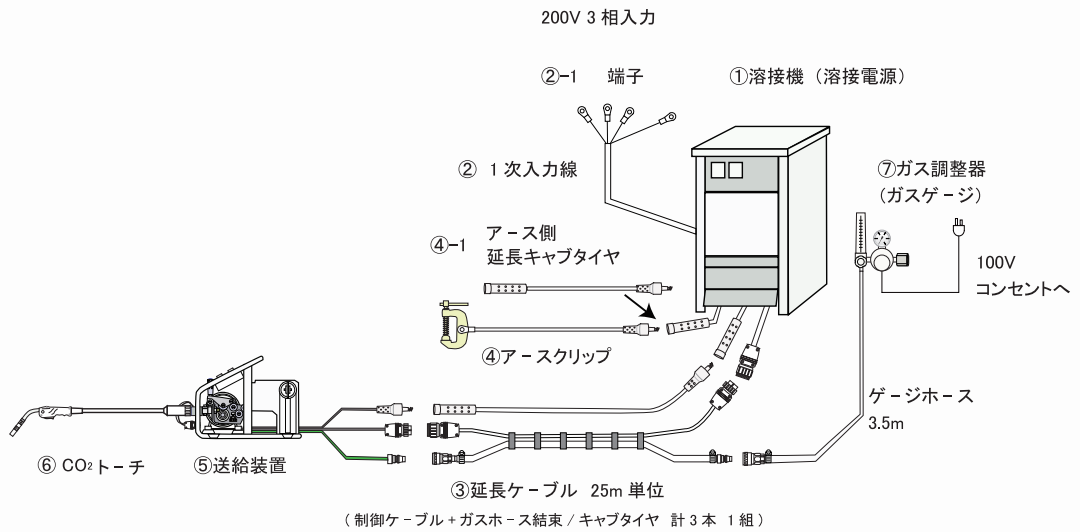 200V 3相入力
②-1 端子
①溶接機（溶接電源）
② 1次入力線
⑦ガス調整器
(ガスゲージ)
④-1 アース側
延長キャブタイヤ
100V
コンセントへ
④アースクリップ
ゲージホース
3.5m
⑥ CO₂トーチ
⑤送給装置
③延長ケーブル 25m 単位
(制御ケーブル+ガスホース結束/キャブタイヤ 計3本 1組)